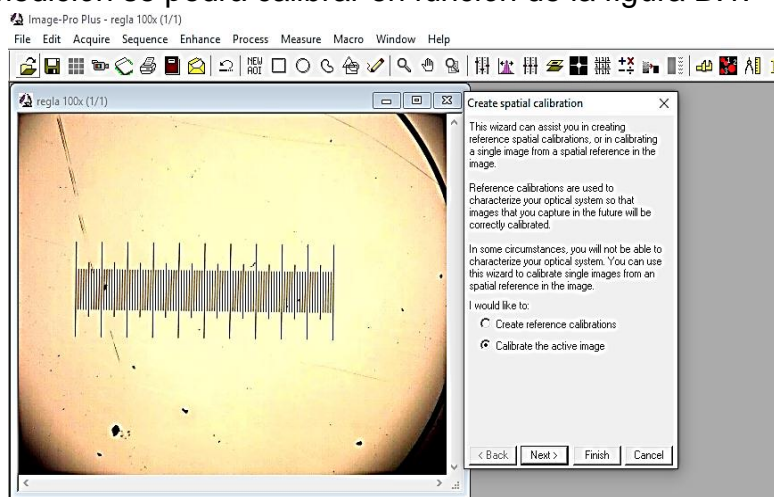 medición se podrá calibrar en función de la figura B.4.
Image-Pro Plus - regla 100x (1/1)
File Edit Acquire Sequence Enhance Process Measure Macro Window Help
NEW AOI
regla 100x (1/1)
Create spatial calibration
This wizard can assist you in creating
reference spatial calibrations, or in calibrating
a single image from a spatial reference in the
image.
Reference calibrations are used to
characterize your optical system so that
images that you capture in the future will be
correctly calibrated.
In some circumstances, you will not be able to
characterize your optical system. You can use
this wizard to calibrate single images from an
spatial reference in the image.
I would like to:
Create reference calibrations
Calibrate the active image
< Back Next > Finish Cancel